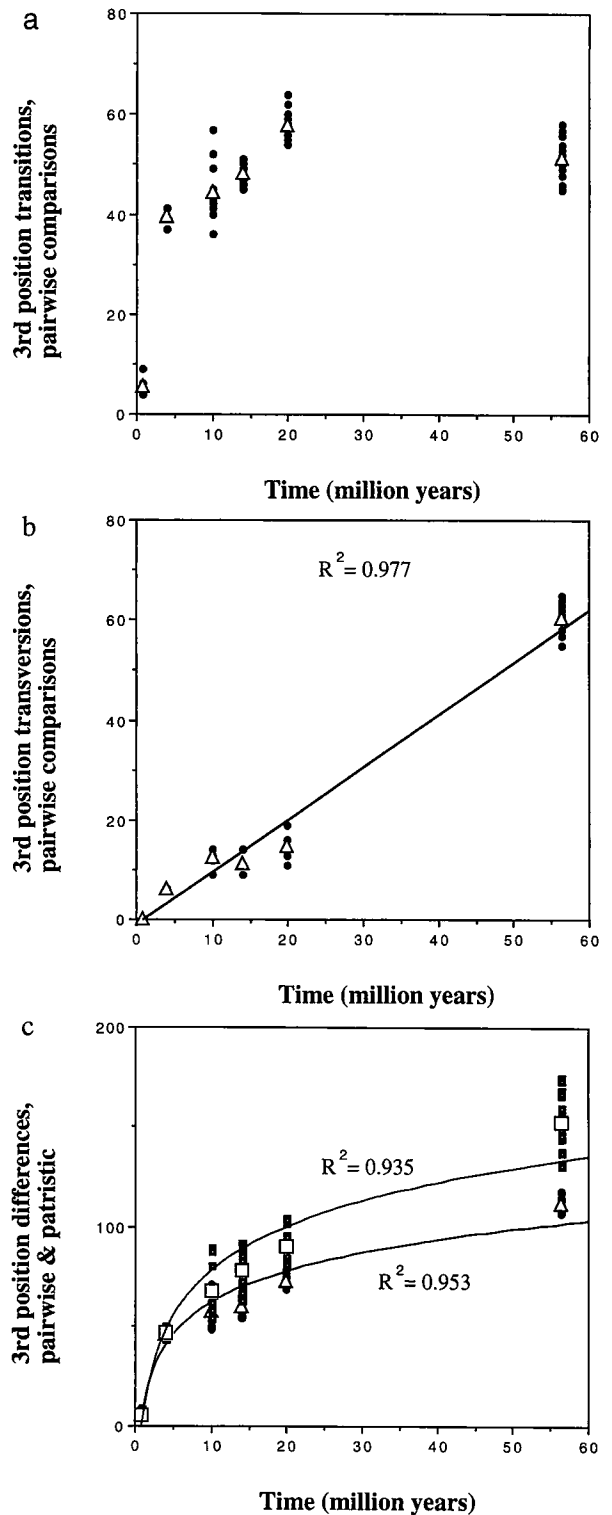 a
80
60
40
20
0
3rd position transitions,
pairwise comparisons
0 10 20 30 40 50 60
Time (million years)
b
80
60
40
20
0
3rd position transversions,
pairwise comparisons
R2= 0.977
0 10 20 30 40 50 60
Time (million years)
c
200
100
0
3rd position differences,
pairwise & patristic
R2= 0.935
R2= 0.953
0 10 20 30 40 50 60
Time (million years)